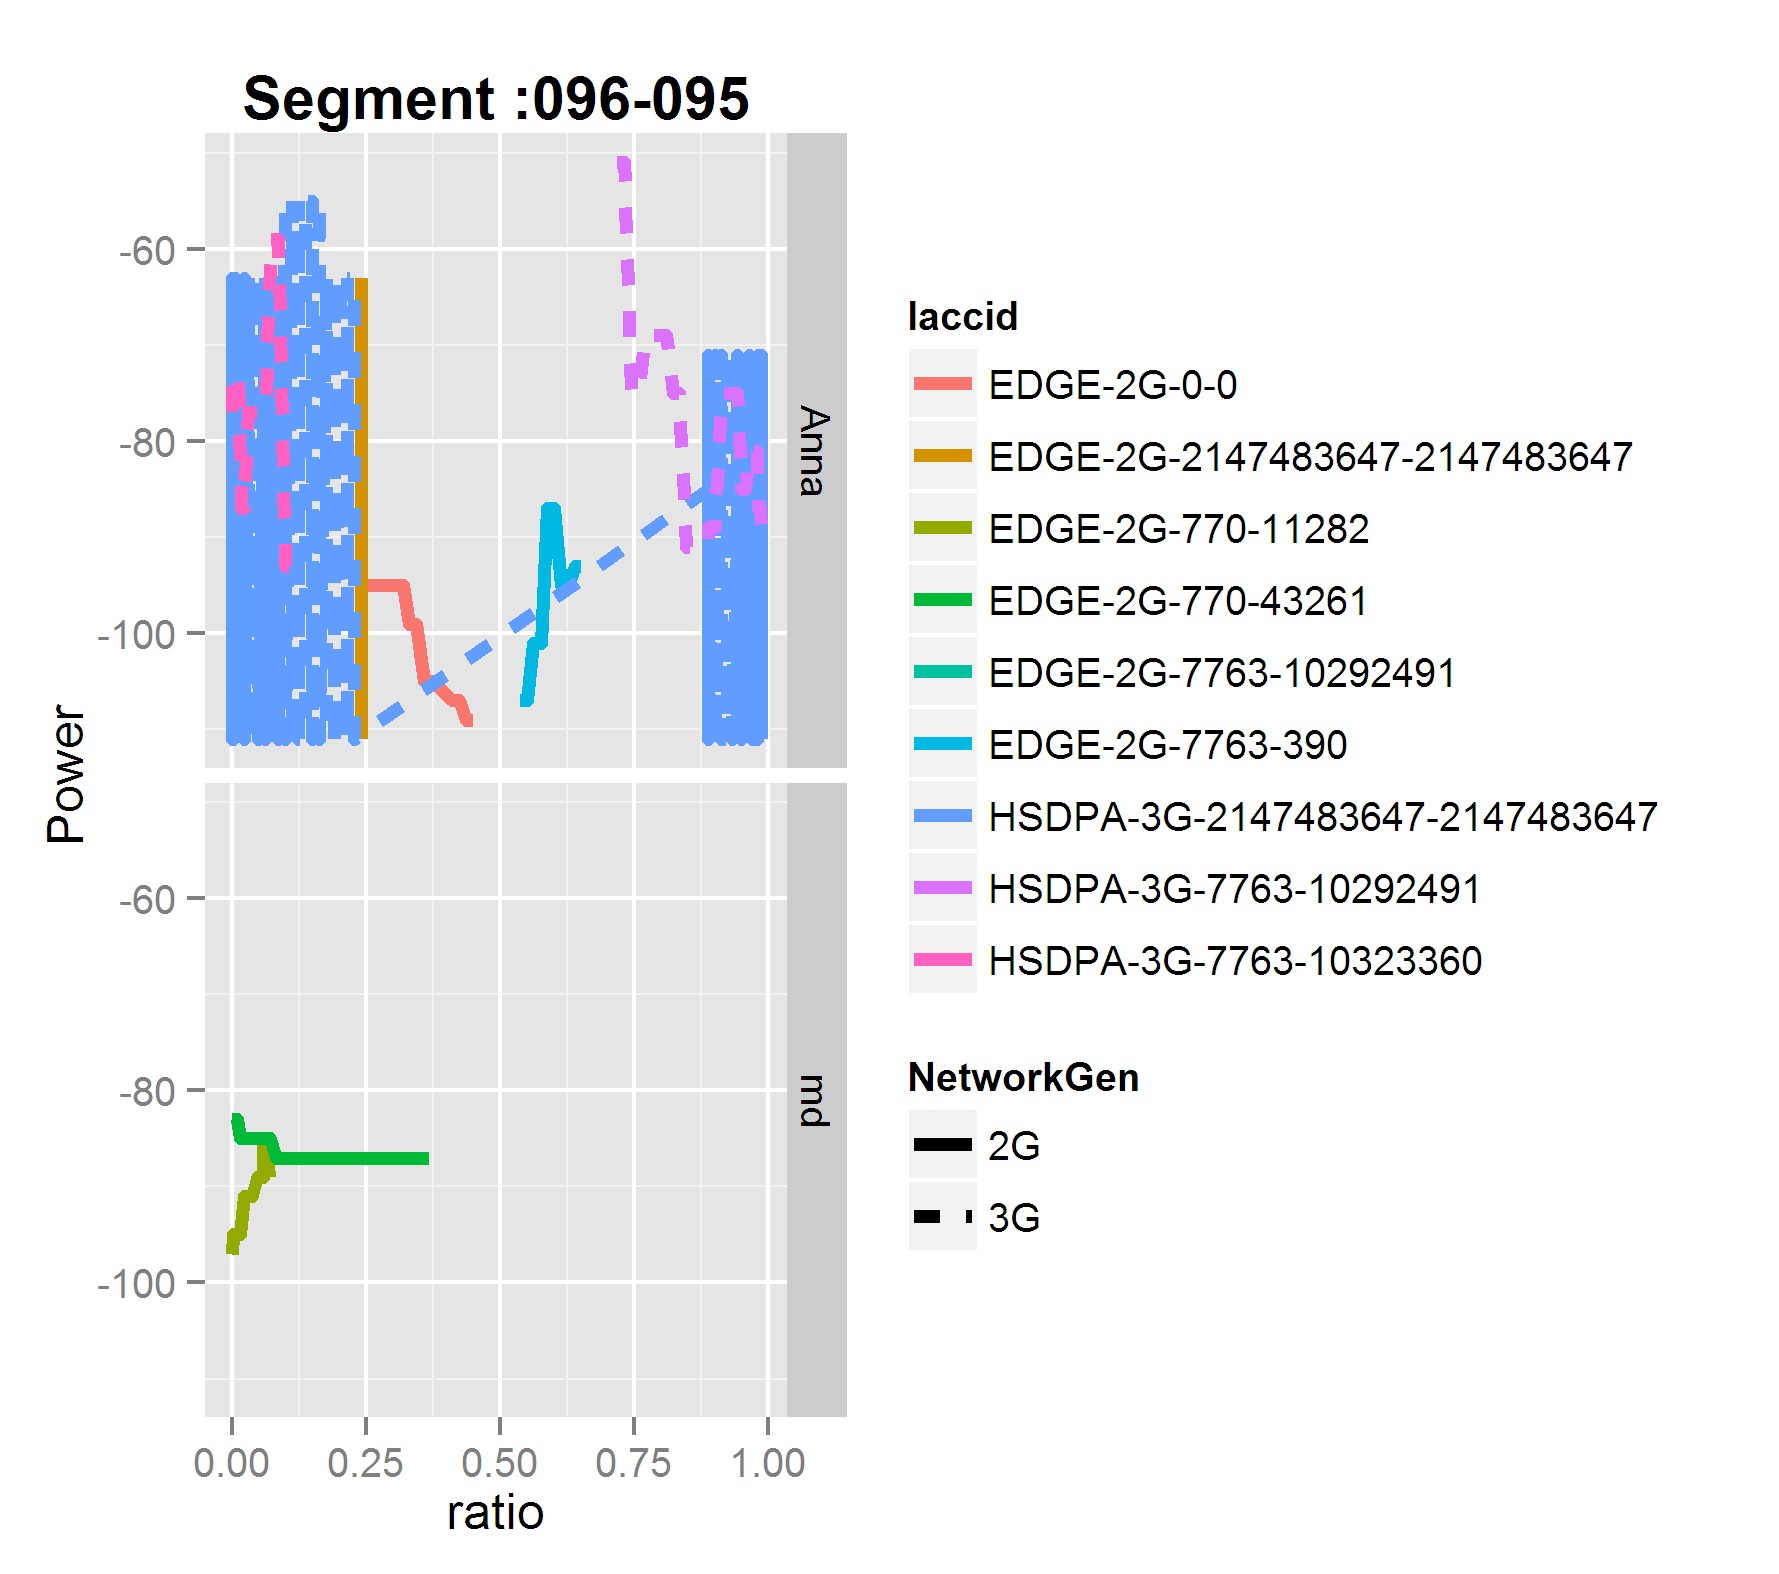 Segment :096-095
Power
-60
-80
-100
Anna
-60
-80
-100
md
0.00 0.25 0.50 0.75 1.00
ratio
laccid
EDGE-2G-0-0
EDGE-2G-2147483647-2147483647
EDGE-2G-770-11282
EDGE-2G-770-43261
EDGE-2G-7763-10292491
EDGE-2G-7763-390
HSDPA-3G-2147483647-2147483647
HSDPA-3G-7763-10292491
HSDPA-3G-7763-10323360
NetworkGen
2G
3G